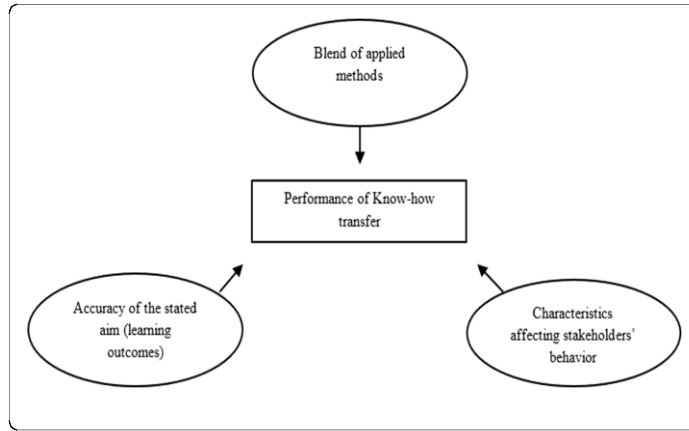 Blend of applied
methods
Performance of Know-how
transfer
Accuracy of the stated
aim (learning
outcomes)
Characteristics
affecting stakeholders’
behavior